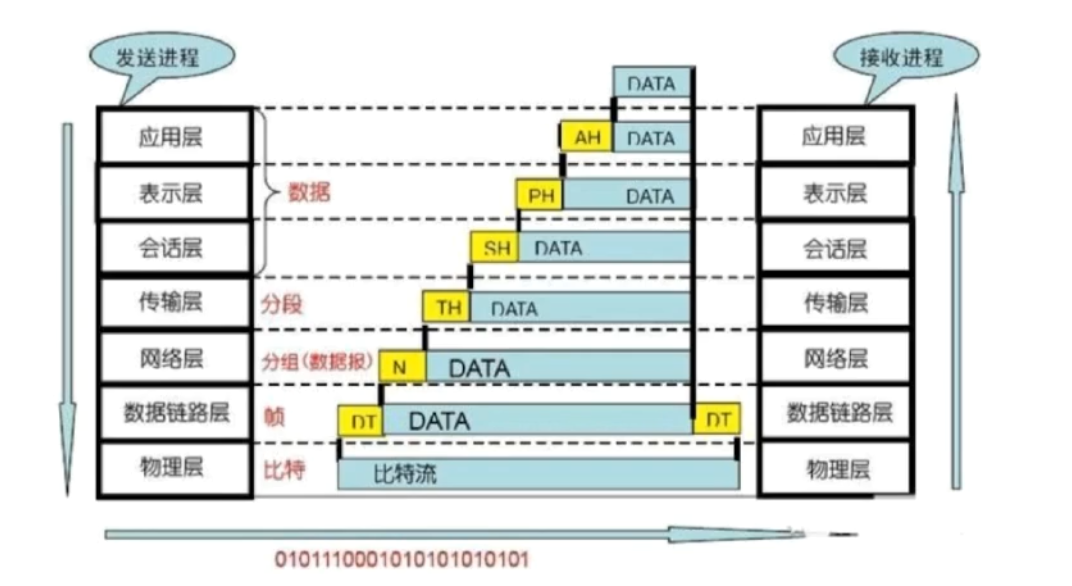 发送进程
接收进程
DATA
应用层
AH
DATA
应用层
表示层
数据
PH
DATA
表示层
会话层
SH
DATA
会话层
传输层
分段
TH
DATA
传输层
网络层
分组(数据报)
N
DATA
网络层
数据链路层
帧
DT
DATA
DT
数据链路层
物理层
比特
比特流
物理层
0101110001010101010101